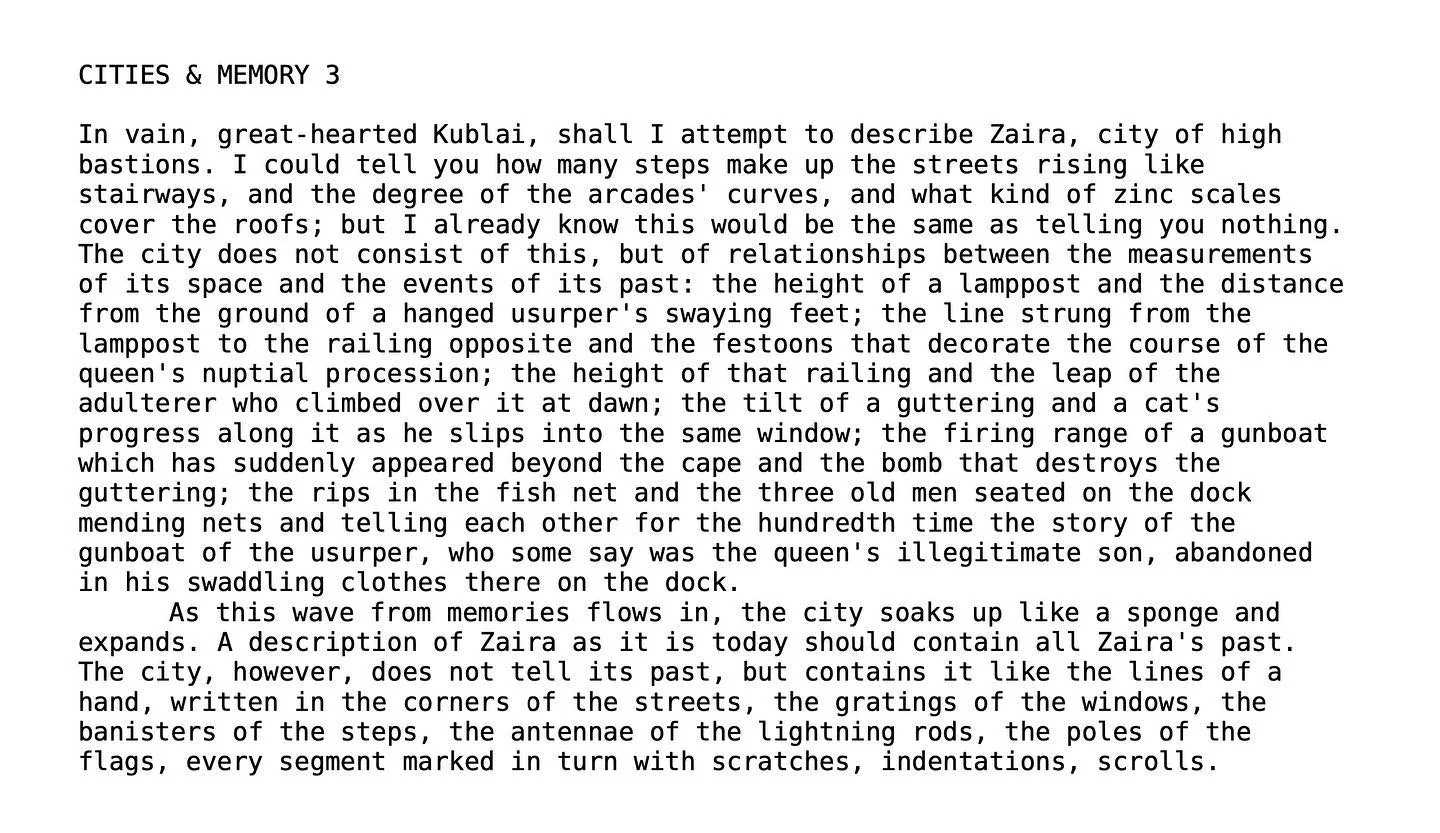 CITIES & MEMORY 3
In vain, great-hearted Kublai, shall I attempt to describe Zaira, city of high
bastions. I could tell you how many steps make up the streets rising like
stairways, and the degree of the arcades' curves, and what kind of zinc scales
cover the roofs; but I already know this would be the same as telling you nothing.
The city does not consist of this, but of relationships between the measurements
of its space and the events of its past: the height of a lamppost and the distance
from the ground of a hanged usurper's swaying feet; the line strung from the
lamppost to the railing opposite and the festoons that decorate the course of the
queen's nuptial procession; the height of that railing and the leap of the
adulterer who climbed over it at dawn; the tilt of a guttering and a cat's
progress along it as he slips into the same window; the firing range of a gunboat
which has suddenly appeared beyond the cape and the bomb that destroys the
guttering; the rips in the fish net and the three old men seated on the dock
mending nets and telling each other for the hundredth time the story of the
gunboat of the usurper, who some say was the queen's illegitimate son, abandoned
in his swaddling clothes there on the dock.
As this wave from memories flows in, the city soaks up like a sponge and
expands. A description of Zaira as it is today should contain all Zaira's past.
The city, however, does not tell its past, but contains it like the lines of a
hand, written in the corners of the streets, the gratings of the windows, the
banisters of the steps, the antennae of the lightning rods, the poles of the
flags, every segment marked in turn with scratches, indentations, scrolls.